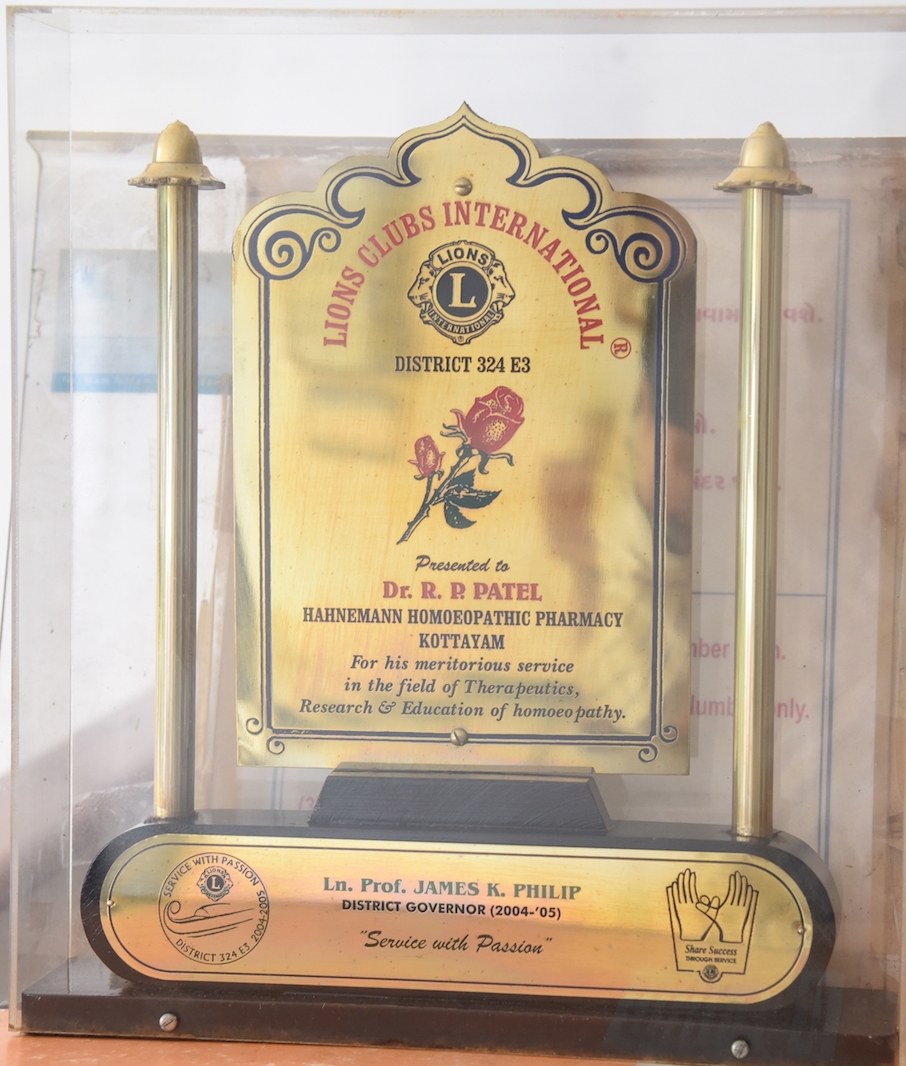 LIONS CLUBS INTERNATIONAL ®
LIONS
L
INTERNATIONAL
DISTRICT 324 E3
Presented to
Dr. R. P. PATEL
HAHNEMANN HOMOEOPATHIC PHARMACY
KOTTAYAM
For his meritorious service
in the field of Therapeutics,
Research & Education of homoeopathy.
SERVICE WITH PASSION
LIONS
L
DISTRICT 324 E3 2004-2005
Ln. Prof. JAMES K. PHILIP
DISTRICT GOVERNOR (2004-'05)
"Service with Passion"
Share Success
THROUGH SERVICE
only.